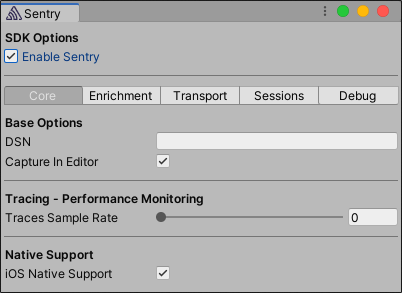 Sentry
SDK Options
Enable Sentry
Core Enrichment Transport Sessions Debug
Base Options
DSN
Capture In Editor
Tracing - Performance Monitoring
Traces Sample Rate 0
Native Support
iOS Native Support